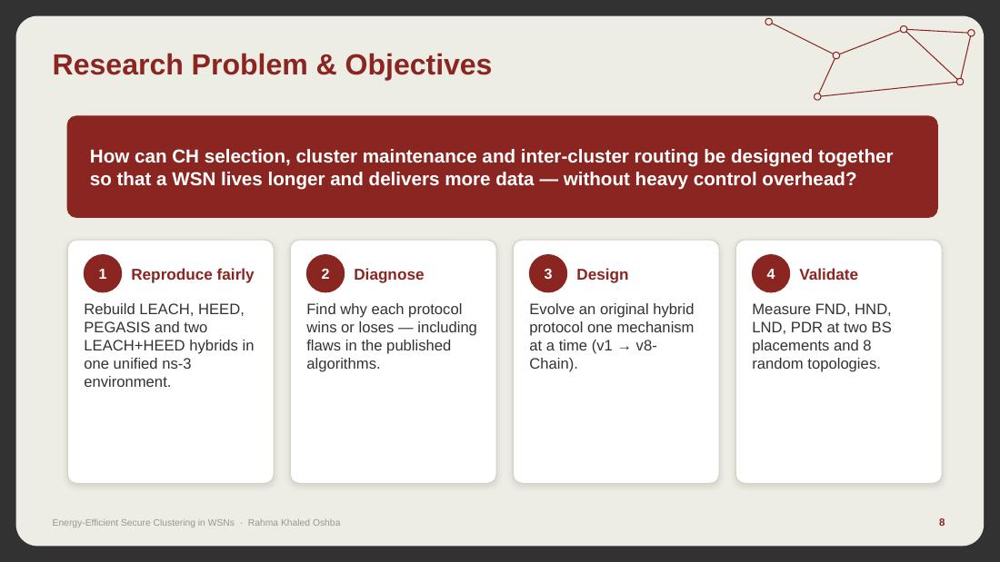 Research Problem & Objectives
How can CH selection, cluster maintenance and inter-cluster routing be designed together
so that a WSN lives longer and delivers more data — without heavy control overhead?
1 Reproduce fairly
Rebuild LEACH, HEED,
PEGASIS and two
LEACH+HEED hybrids in
one unified ns-3
environment.
2 Diagnose
Find why each protocol
wins or loses — including
flaws in the published
algorithms.
3 Design
Evolve an original hybrid
protocol one mechanism
at a time (v1 → v8-
Chain).
4 Validate
Measure FND, HND,
LND, PDR at two BS
placements and 8
random topologies.
Energy-Efficient Secure Clustering in WSNs · Rahma Khaled Oshba
8